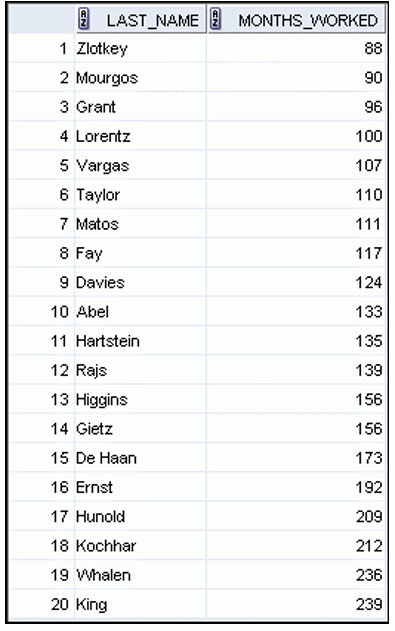 LAST_NAME MONTHS_WORKED
1 Zlotkey 88
2 Mourgos 90
3 Grant 96
4 Lorentz 100
5 Vargas 107
6 Taylor 110
7 Matos 111
8 Fay 117
9 Davies 124
10 Abel 133
11 Hartstein 135
12 Rajs 139
13 Higgins 156
14 Gietz 156
15 De Haan 173
16 Ernst 192
17 Hunold 209
18 Kochhar 212
19 Whalen 236
20 King 239